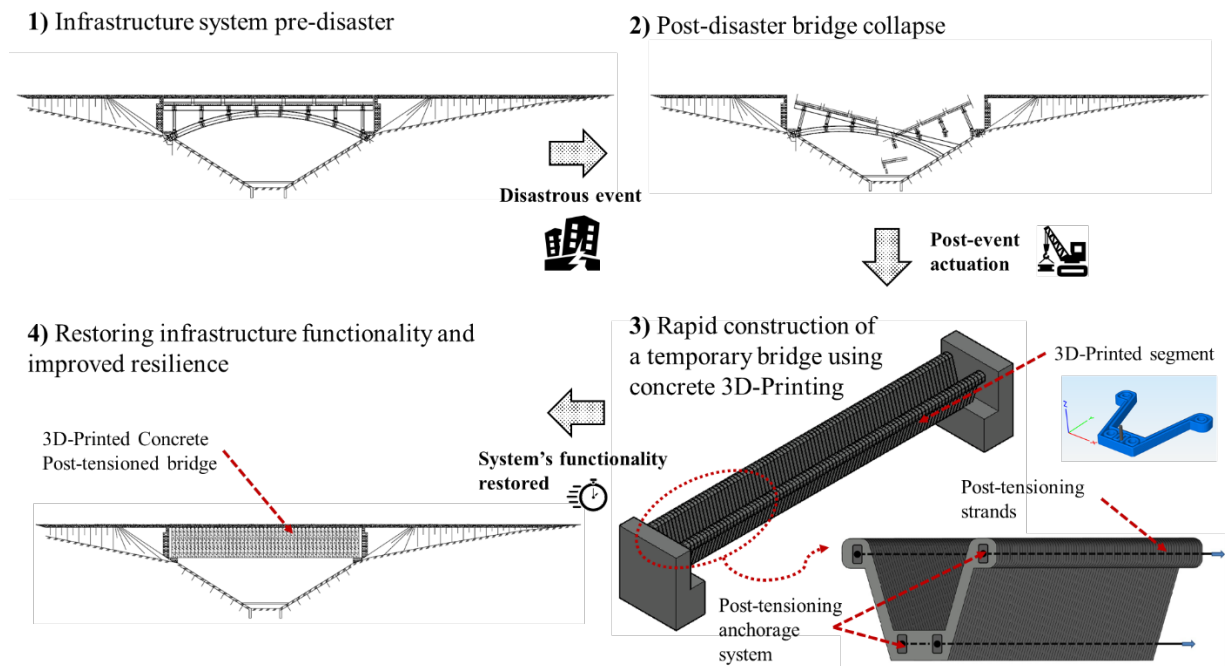 1) Infrastructure system pre-disaster
2) Post-disaster bridge collapse
Disastrous event
Post-event
actuation
3) Rapid construction of
a temporary bridge using
concrete 3D-Printing
3D-Printed segment
Z
Post-tensioning
strands
Post-tensioning
anchorage
system
System's functionality
restored
4) Restoring infrastructure functionality and
improved resilience
3D-Printed Concrete
Post-tensioned bridge